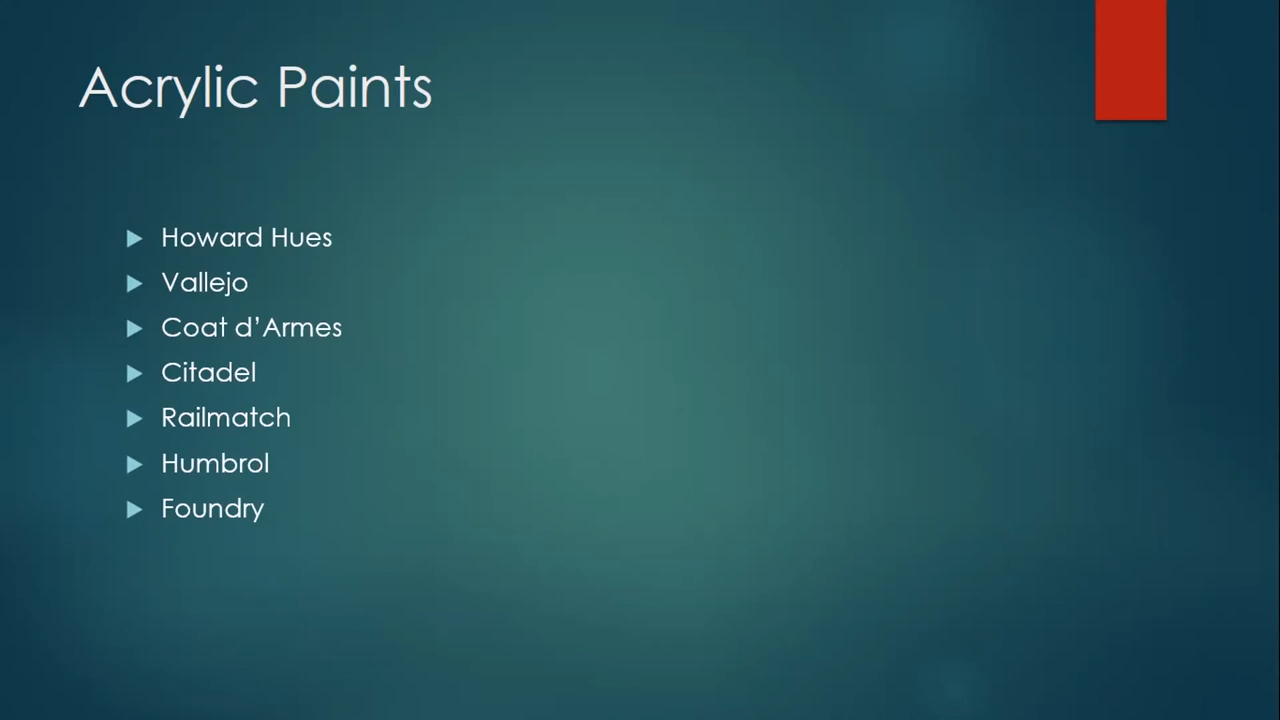 Acrylic Paints
Howard Hues
Vallejo
Coat d’Armes
Citadel
Railmatch
Humbrol
Foundry